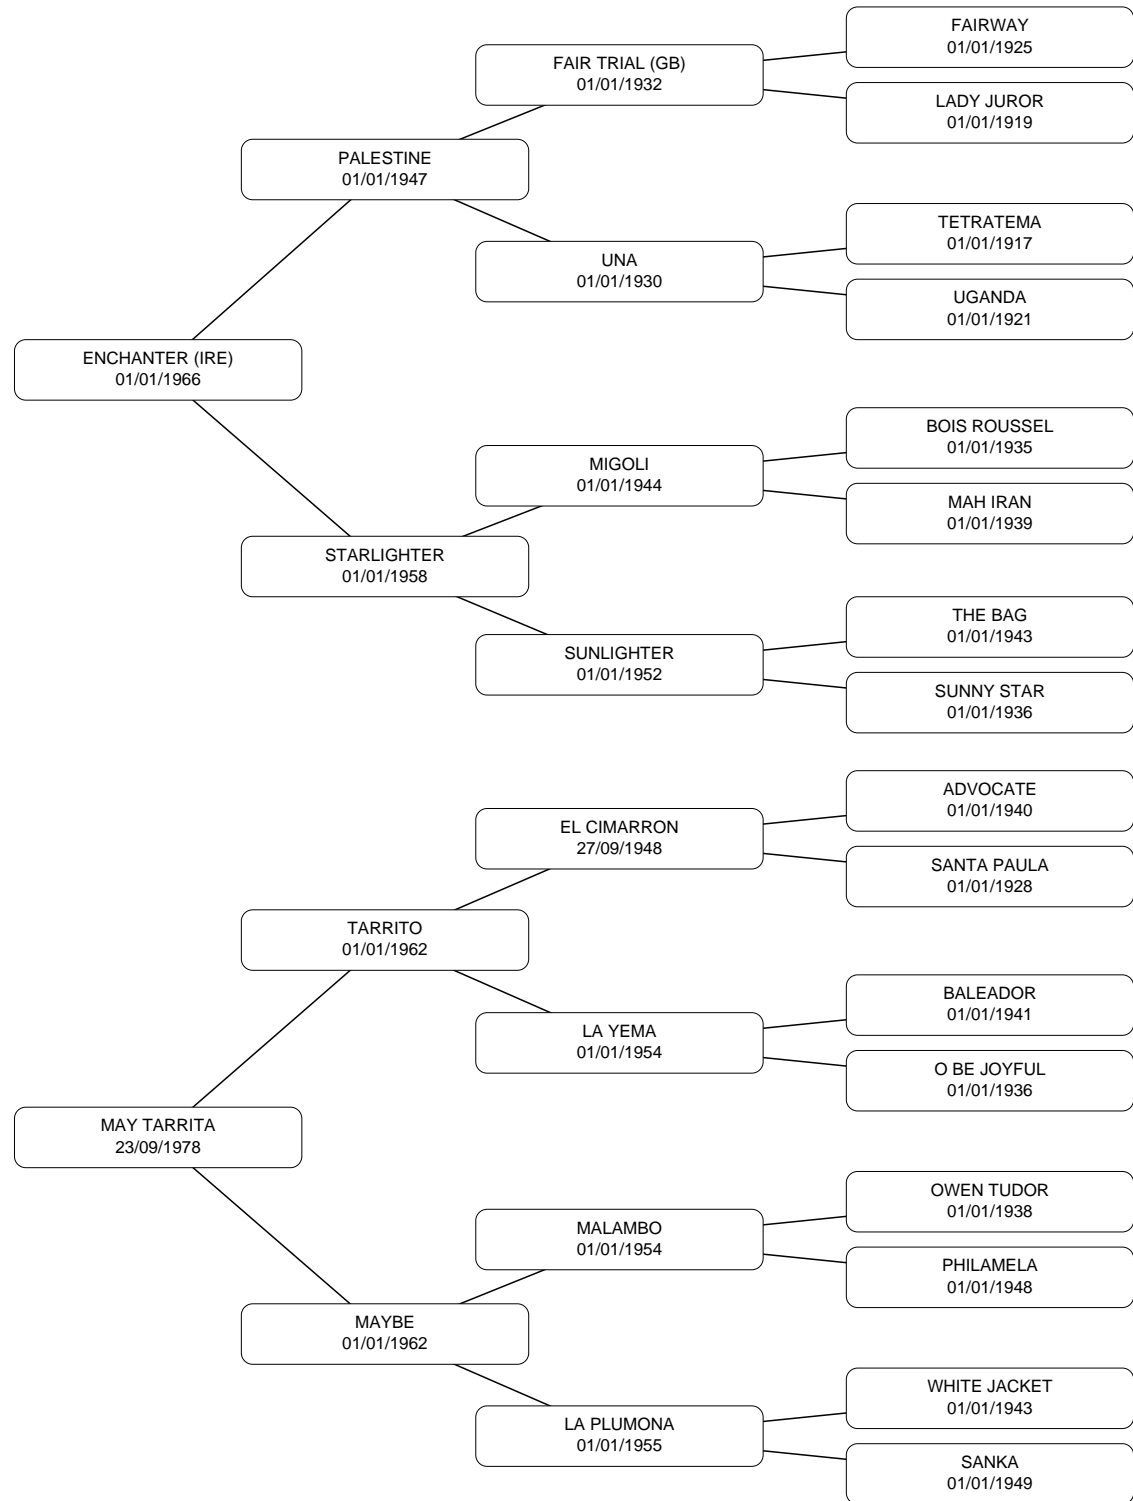 FAIRWAY
01/01/1925
FAIR TRIAL (GB)
01/01/1932
LADY JUROR
01/01/1919
PALESTINE
01/01/1947
TETRATEMA
01/01/1917
UNA
01/01/1930
UGANDA
01/01/1921
ENCHANTER (IRE)
01/01/1966
BOIS ROUSSEL
01/01/1935
MIGOLI
01/01/1944
MAH IRAN
01/01/1939
STARLIGHTER
01/01/1958
THE BAG
01/01/1943
SUNLIGHTER
01/01/1952
SUNNY STAR
01/01/1936
ADVOCATE
01/01/1940
EL CIMARRON
27/09/1948
SANTA PAULA
01/01/1928
TARRITO
01/01/1962
BALEADOR
01/01/1941
LA YEMA
01/01/1954
O BE JOYFUL
01/01/1936
MAY TARRITA
23/09/1978
OWEN TUDOR
01/01/1938
MALAMBO
01/01/1954
PHILAMELA
01/01/1948
MAYBE
01/01/1962
WHITE JACKET
01/01/1943
LA PLUMONA
01/01/1955
SANKA
01/01/1949